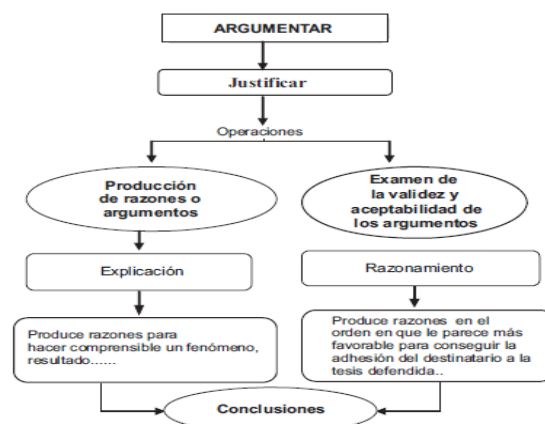 ARGUMENTAR
Justificar
Operaciones
Producción
de razones o
argumentos
Examen de
la validez y
aceptabilidad de
los argumentos
Explicación
Razonamiento
Produce razones para
hacer comprensible un fenómeno,
resultado......
Produce razones en el
orden en que le parece más
favorable para conseguir la
adhesión del destinatario a la
tesis defendida..
Conclusiones